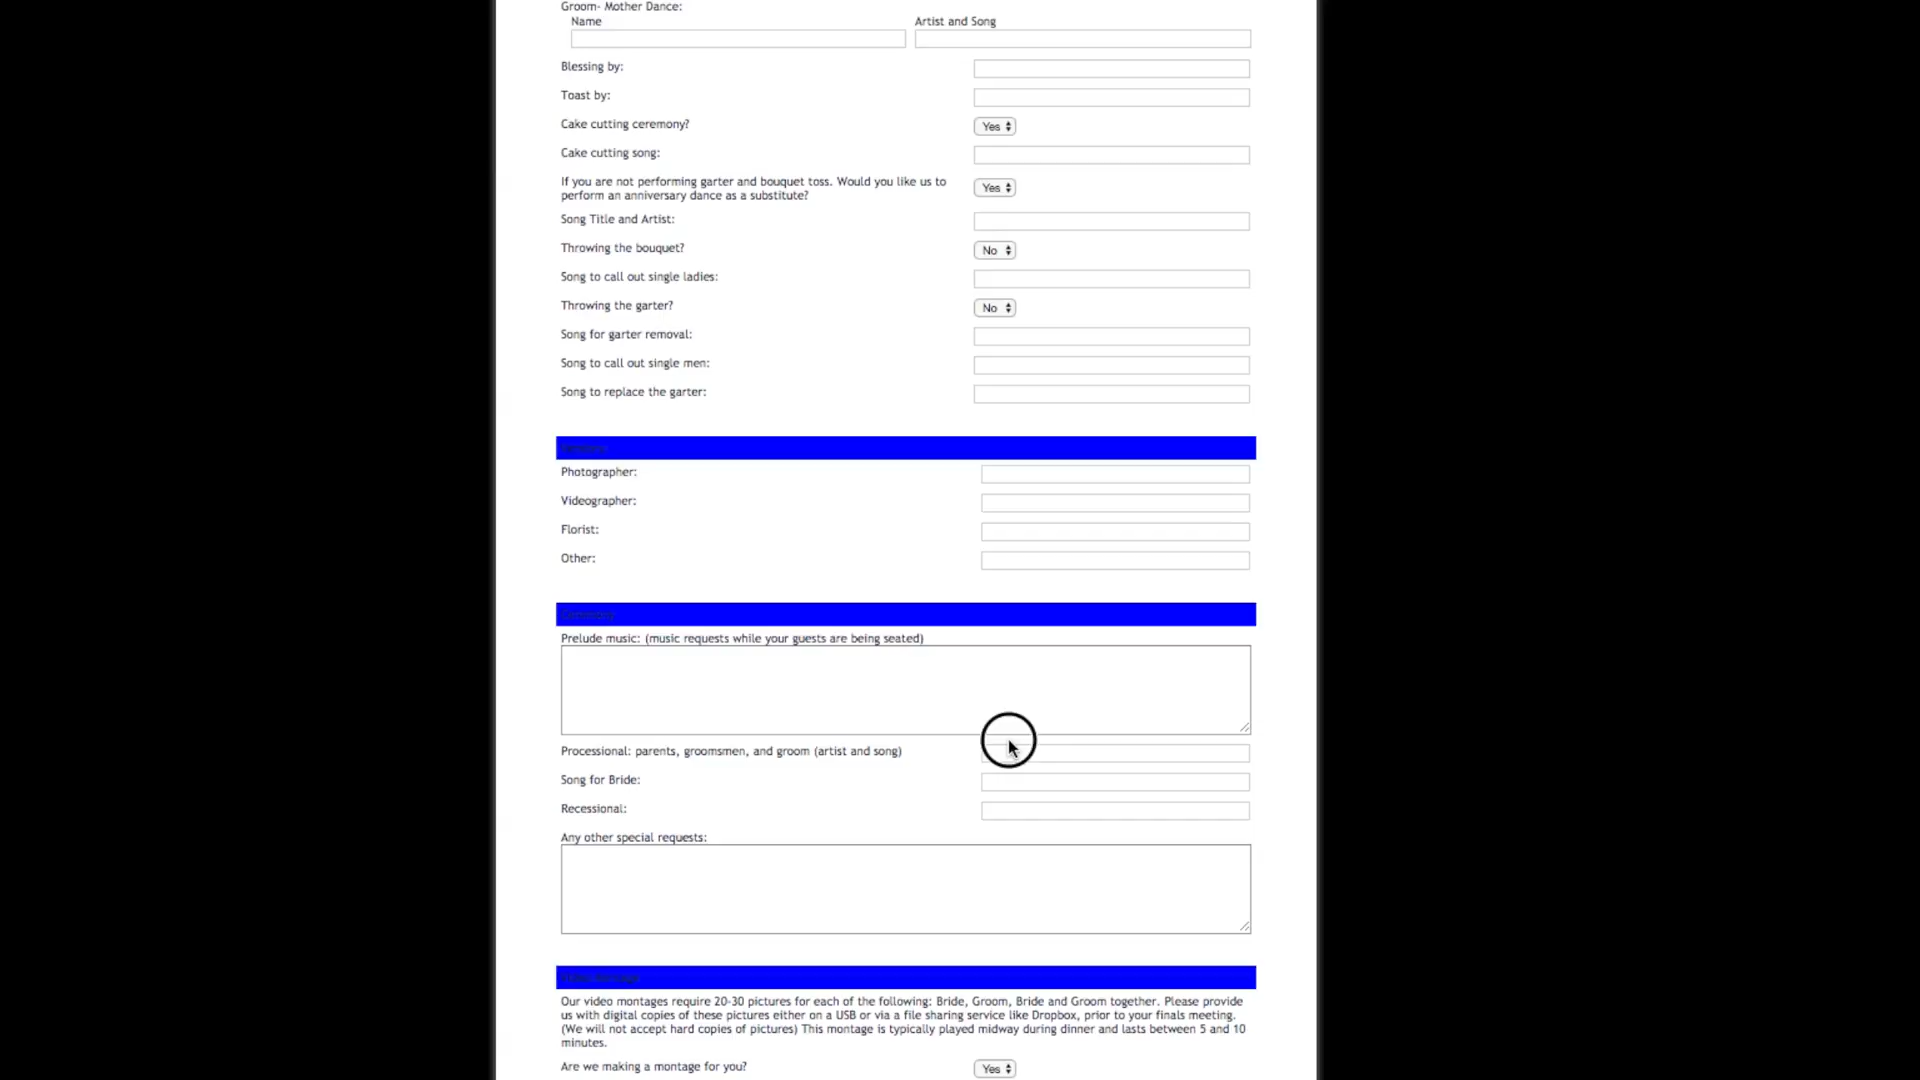 Groom- Mother Dance:
Name Artist and Song
Blessing by:
Toast by:
Cake cutting ceremony? Yes
Cake cutting song:
If you are not performing garter and bouquet toss. Would you like us to Yes
perform an anniversary dance as a substitute?
Song Title and Artist:
Throwing the bouquet? No
Song to call out single ladies:
Throwing the garter? No
Song for garter removal:
Song to call out single men:
Song to replace the garter:
Photographer:
Videographer:
Florist:
Other:
Prelude music: (music requests while your guests are being seated)
Processional: parents, groomsmen, and groom (artist and song)
Song for Bride:
Recessional:
Any other special requests:
Our video montages require 20-30 pictures for each of the following: Bride, Groom, Bride and Groom together. Please provide
us with digital copies of these pictures either on a USB or via a file sharing service like Dropbox, prior to your finals meeting.
(We will not accept hard copies of pictures) This montage is typically played midway during dinner and lasts between 5 and 10
minutes.
Are we making a montage for you? Yes